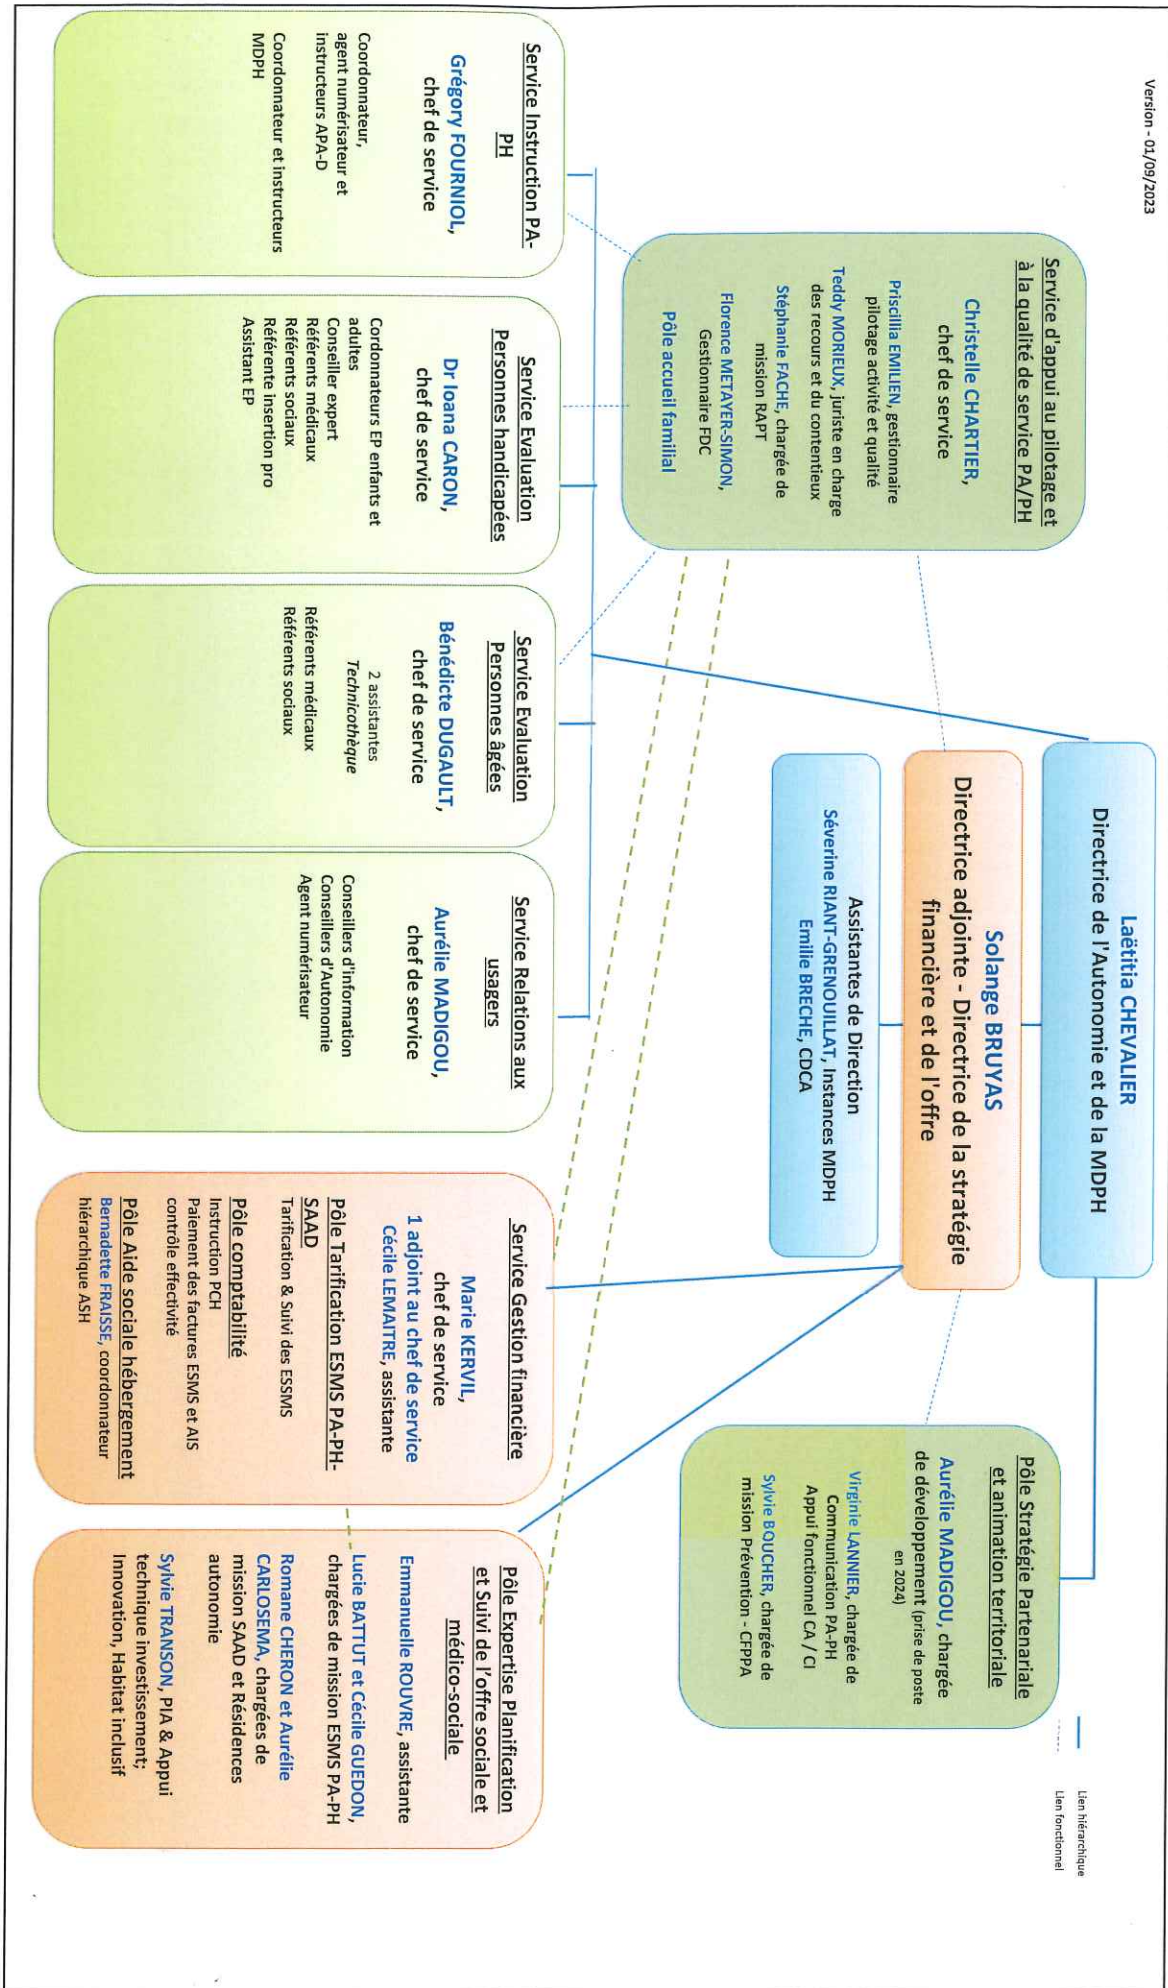 Version - 01/09/2023
Laëtitia CHEVALIER
Directrice de l'Autonomie et de la MDPH
Solange BRUYAS
Directrice adjointe - Directrice de la stratégie
financière et de l'offre
Assistantes de Direction
Séverine RIANT-GRENOUILLAT, Instances MDPH
Emilie BRECHE, CDCA
Lien hiérarchique
Lien fonctionnel
Service d'appui au pilotage et
à la qualité de service PA/PH
Christelle CHARTIER,
chef de service
Priscillia EMILIEN, gestionnaire
pilotage activité et qualité
Teddy MORIEUX, juriste en charge
des recours et du contentieux
Stéphanie FACHE, chargée de
mission RAPT
Florence METAYER-SIMON,
Gestionnaire FDC
Pôle accueil familial
Pôle Stratégie Partenariale
et animation territoriale
Aurélie MADIGOU, chargée
de développement (prise de poste
en 2024)
Virginie LANNIER, chargée de
Communication PA-PH
Appui fonctionnel CA / CI
Sylvie BOUCHER, chargée de
mission Prévention - CFPPA
Service Instruction PA-
PH
Grégory FOURNIOL,
chef de service
Coordonnateur,
agent numérisateur et
instructeurs APA-D
Coordonnateur et instructeurs
MDPH
Service Evaluation
Personnes handicapées
Dr Ioana CARON,
chef de service
Cordonnateurs EP enfants et
adultes
Conseiller expert
Référents médicaux
Référents sociaux
Référente insertion pro
Assistant EP
Service Evaluation
Personnes âgées
Bénédicte DUGAULT,
chef de service
2 assistantes
Technicothèque
Référents médicaux
Référents sociaux
Service Relations aux
usagers
Aurélie MADIGOU,
chef de service
Conseillers d'information
Conseillers d'Autonomie
Agent numérisateur
Service Gestion financière
Marie KERVIL,
chef de service
1 adjoint au chef de service
Cécile LEMAITRE, assistante
Pôle Tarification ESMS PA-PH-
SAAD
Tarification & Suivi des ESSMS
Pôle comptabilité
Instruction PCH
Paiement des factures ESMS et AIS
contrôle effectivité
Pôle Aide sociale hébergement
Bernadette FRAISSE, coordonnateur
hiérarchique ASH
Pôle Expertise Planification
et Suivi de l'offre sociale et
médico-sociale
Emmanuelle ROUVRE, assistante
Lucie BATTUT et Cécile GUEDON,
chargées de mission ESMS PA-PH
Romane CHERON et Aurélie
CARLOSEMA, chargées de
mission SAAD et Résidences
autonomie
Sylvie TRANSON, PIA & Appui
technique investissement;
Innovation, Habitat inclusif